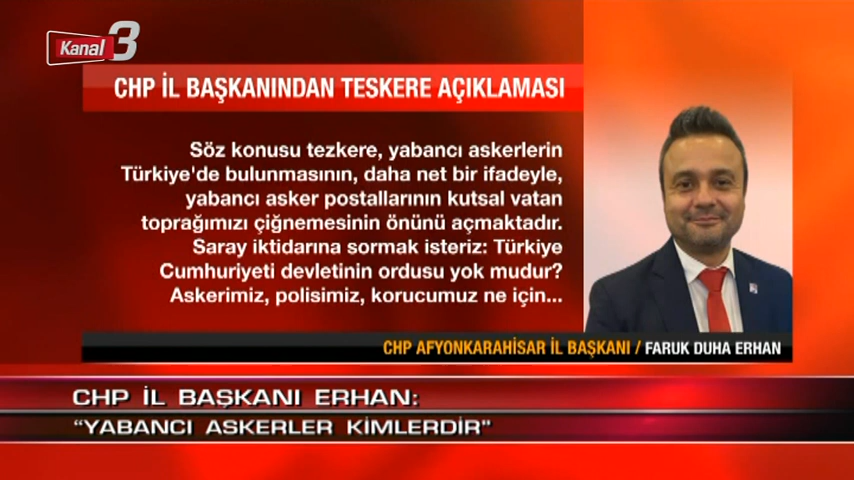 Kanal 3
CHP İL BAŞKANINDAN TESKERE AÇIKLAMASI
Söz konusu tezkere, yabancı askerlerin
Türkiye'de bulunmasının, daha net bir ifadeyle,
yabancı asker postallarının kutsal vatan
toprağımızı çiğnemesinin önünü açmaktadır.
Saray iktidarına sormak isteriz: Türkiye
Cumhuriyeti devletinin ordusu yok mudur?
Askerimiz, polisimiz, korucumuz ne için...
CHP AFYONKARAHİSAR İL BAŞKANI / FARUK DUHA ERHAN
CHP İL BAŞKANI ERHAN:
“YABANCI ASKERLER KİMLERDİR”